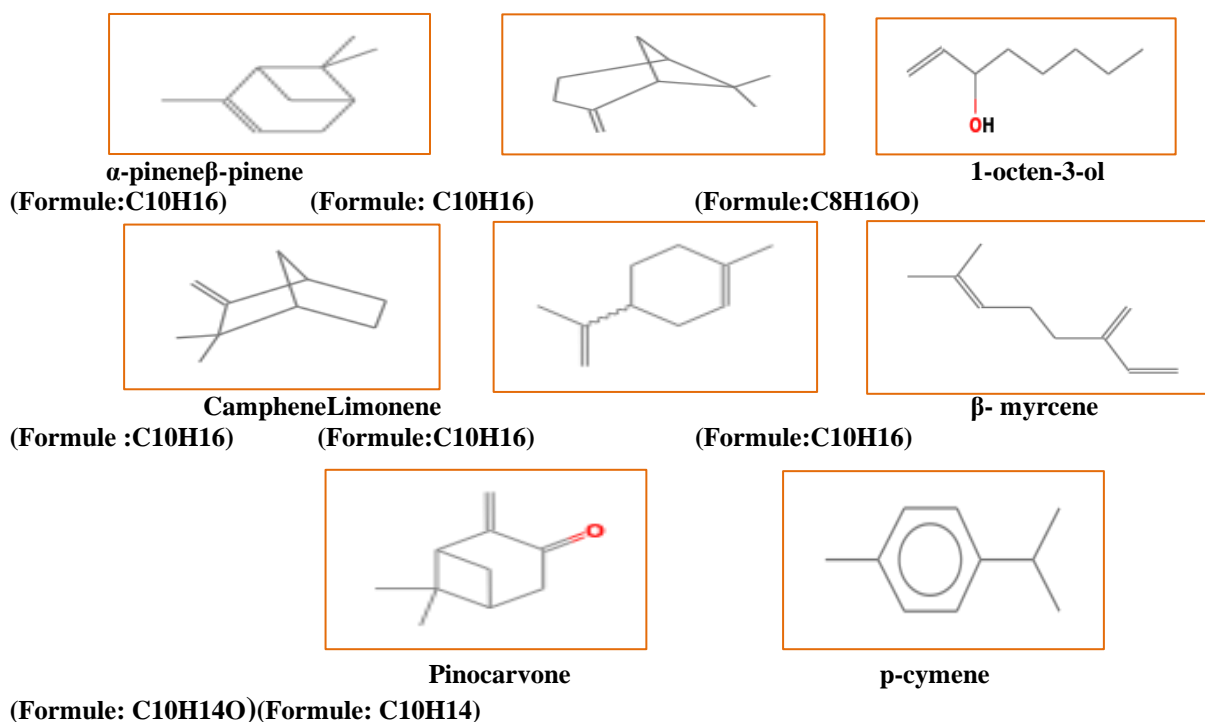 OH
α-pineneβ-pinene 1-octen-3-ol
(Formule:C10H16) (Formule: C10H16) (Formule:C8H16O)
CampheneLimonene β- myrcene
(Formule :C10H16) (Formule:C10H16) (Formule:C10H16)
O
Pinocarvone p-cymene
(Formule: C10H14O)(Formule: C10H14)